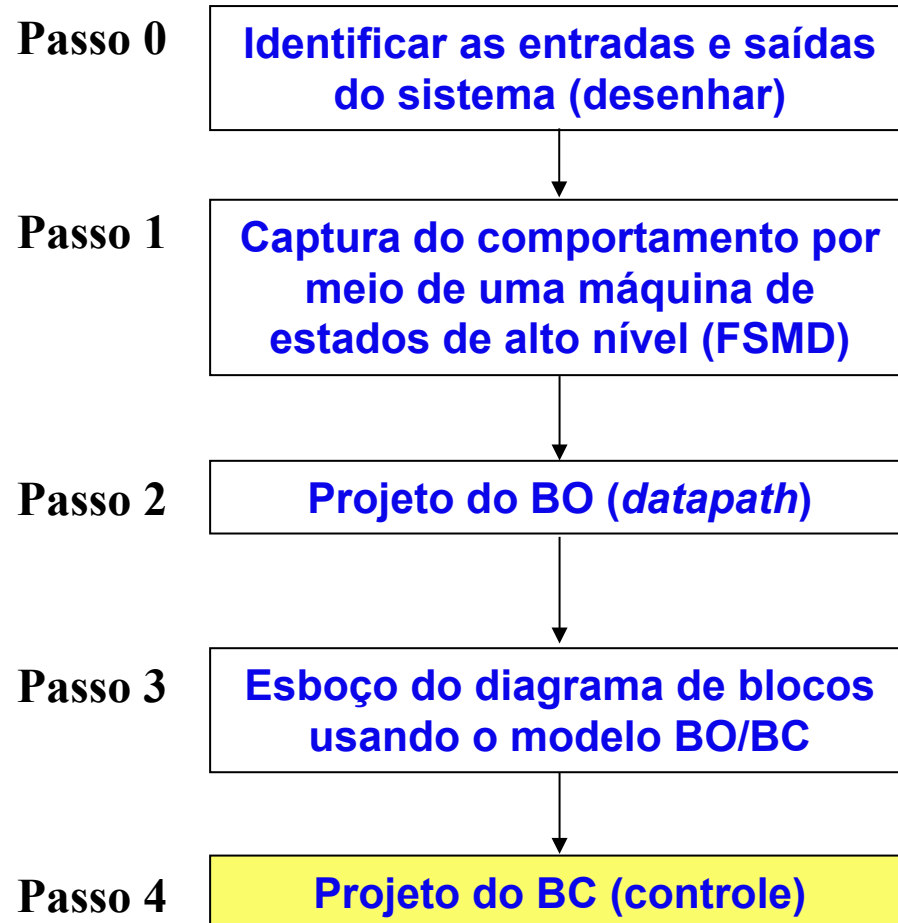 Passo 0
Identificar as entradas e saídas
do sistema (desenhar)
Passo 1
Captura do comportamento por
meio de uma máquina de
estados de alto nível (FSMD)
Passo 2
Projeto do BO (datapath)
Passo 3
Esboço do diagrama de blocos
usando o modelo BO/BC
Passo 4
Projeto do BC (controle)